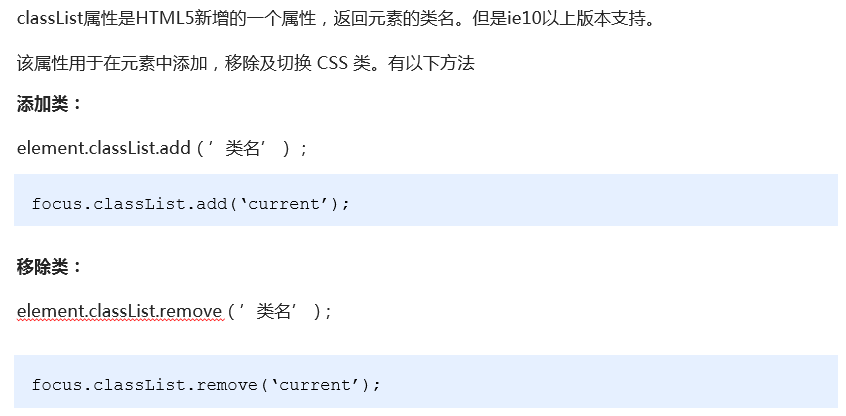 classList属性是HTML5新增的一个属性，返回元素的类名。但是ie10以上版本支持。
该属性用于在元素中添加，移除及切换 CSS 类。有以下方法
添加类：
element.classList.add（’类名’）；
focus.classList.add(‘current’);
移除类：
element.classList.remove（’类名’）;
focus.classList.remove(‘current’);